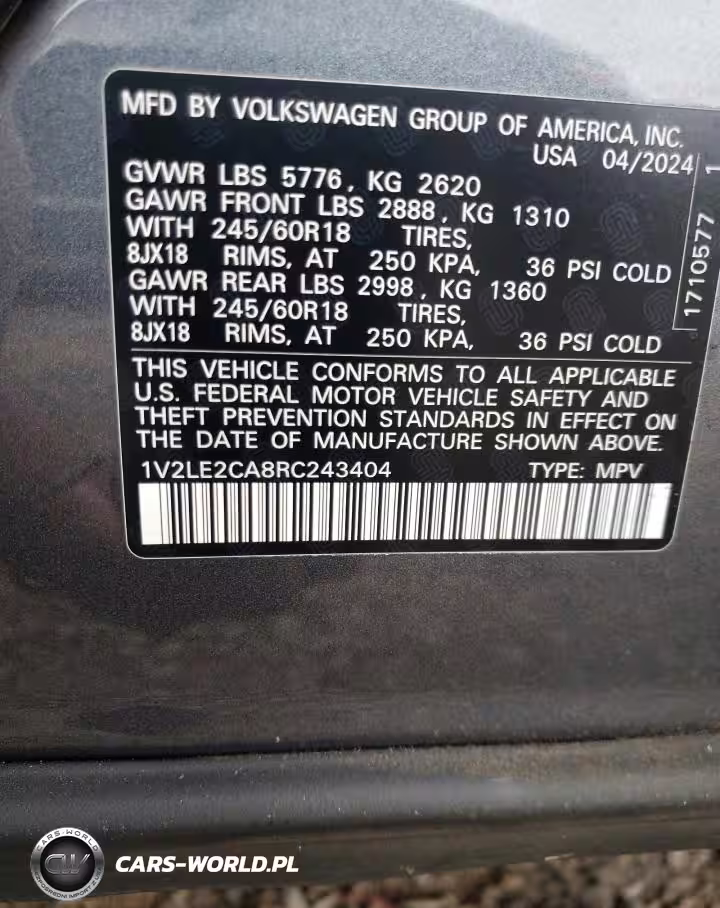 MFD BY VOLKSWAGEN GROUP OF AMERICA, INC.
USA 04/2024
GVWR LBS 5776, KG 2620
GAWR FRONT LBS 2888, KG 1310
WITH 245/60R18 TIRES,
8JX18 RIMS, AT 250 KPA, 36 PSI COLD
GAWR REAR LBS 2998, KG 1360
WITH 245/60R18 TIRES,
8JX18 RIMS, AT 250 KPA, 36 PSI COLD
1710577 1
THIS VEHICLE CONFORMS TO ALL APPLICABLE
U.S. FEDERAL MOTOR VEHICLE SAFETY AND
THEFT PREVENTION STANDARDS IN EFFECT ON
THE DATE OF MANUFACTURE SHOWN ABOVE.
1V2LE2CA8RC243404 TYPE: MPV
CARS-WORLD
CW
CARS-WORLD.PL